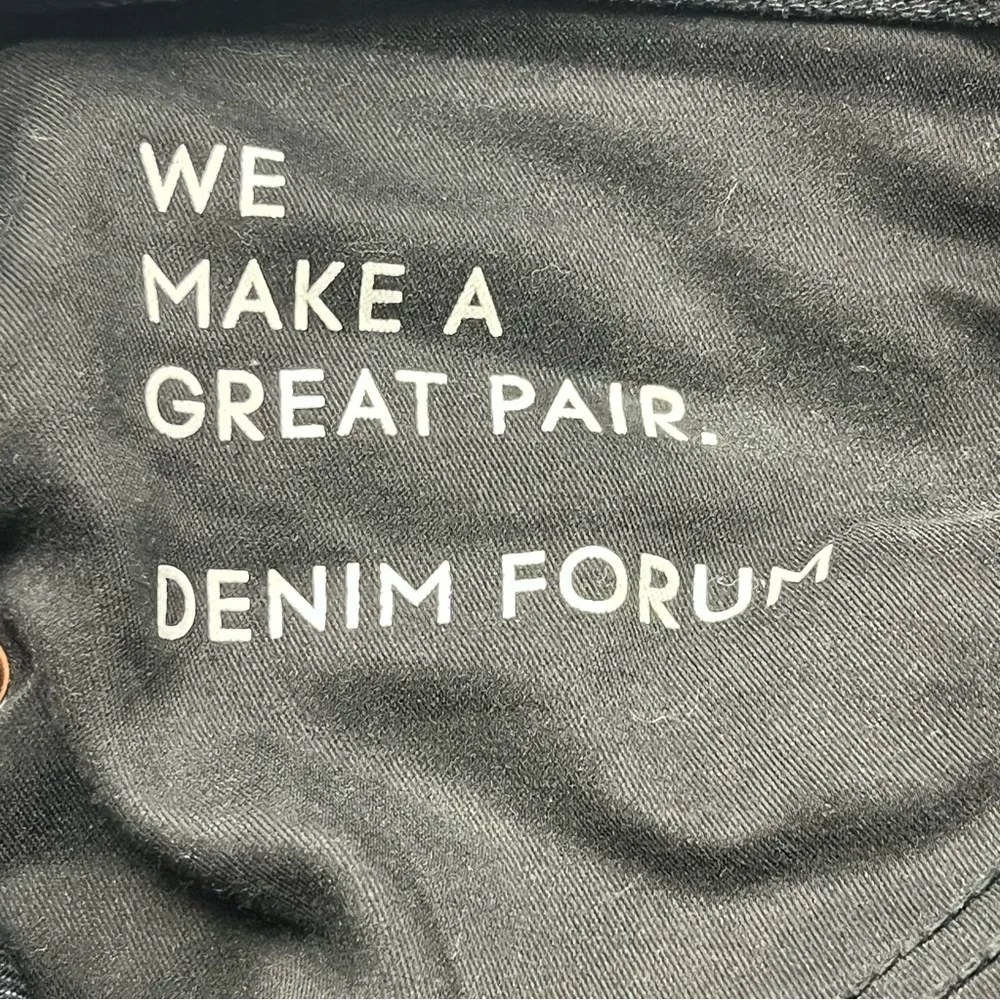 WE
MAKE A
GREAT PAIR.
DENIM FORUM